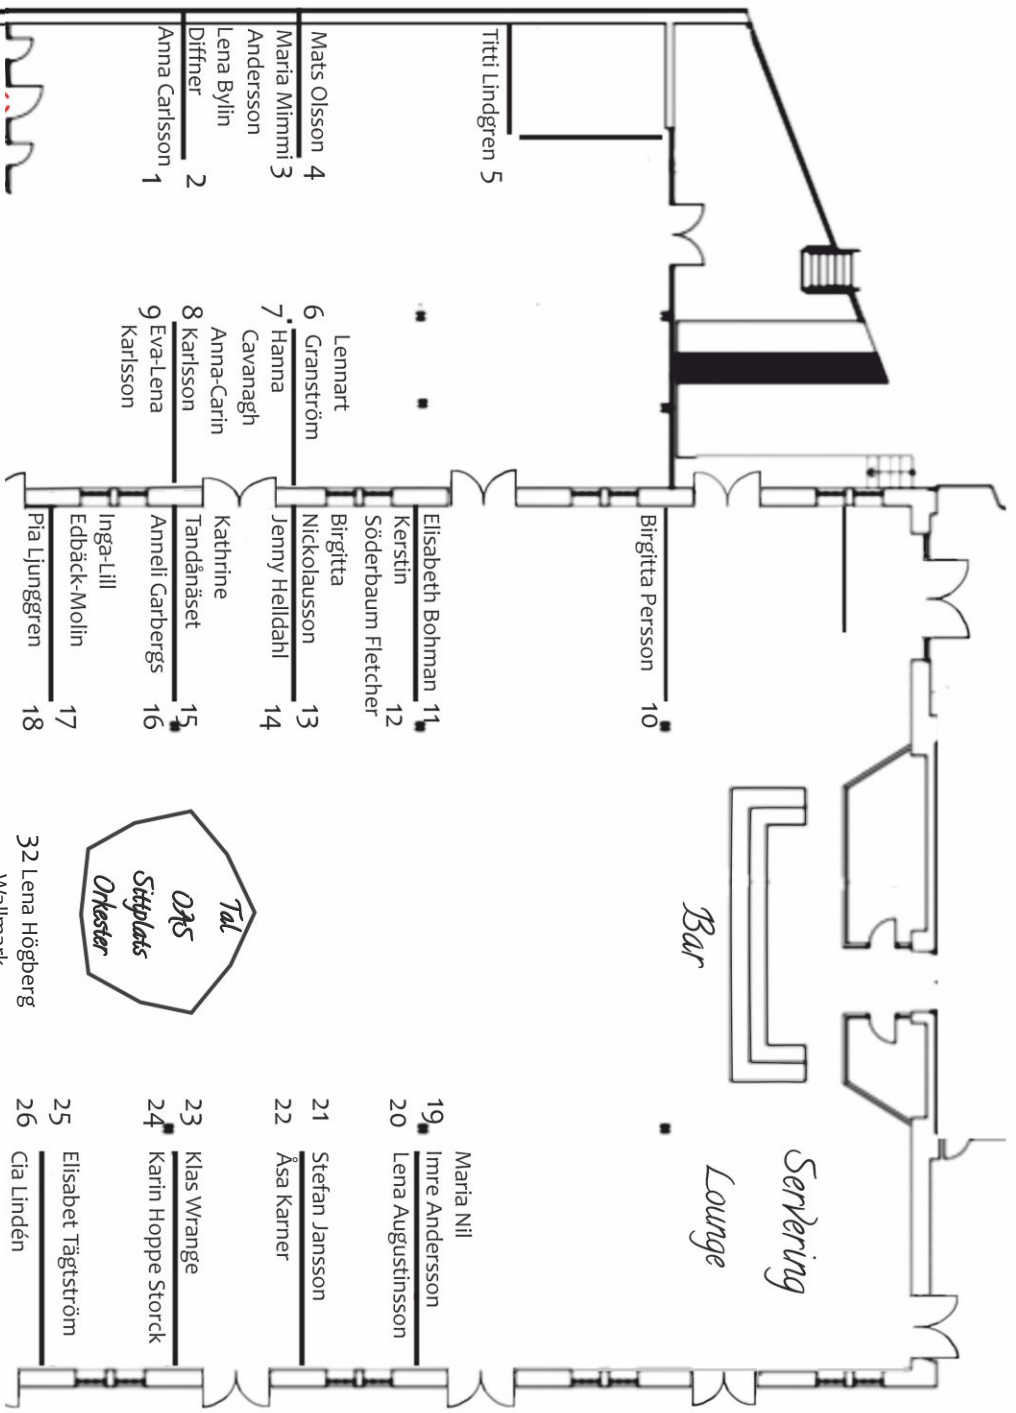 Titti Lindgren 5
Mats Olsson 4
Maria Mimmi 3
Andersson
Lena Bylin
Diffner 2
Anna Carlsson 1
Lennart
6 Granström
7 Hanna
Cavanagh
Anna-Carin
8 Karlsson
9 Eva-Lena
Karlsson
Birgitta Persson 10
Elisabeth Bohman 11
Kerstin 12
Söderbaum Fletcher
Birgitta
Nickolausson 13
Jenny Helldahl 14
Kathrine
Tandånäset 15
Anneli Garbergs 16
Inga-Lill
Edbäck-Molin 17
Pia Ljunggren 18
Bar
Tal
OAS
Sittplats
Orkester
32 Lena Högberg
Servering
Lounge
Maria Nil
19 Imre Andersson
20 Lena Augustinsson
21 Stefan Jansson
22 Åsa Karner
23 Klas Wrange
24 Karin Hoppe Storck
25 Elisabet Tägtström
26 Cia Lindén